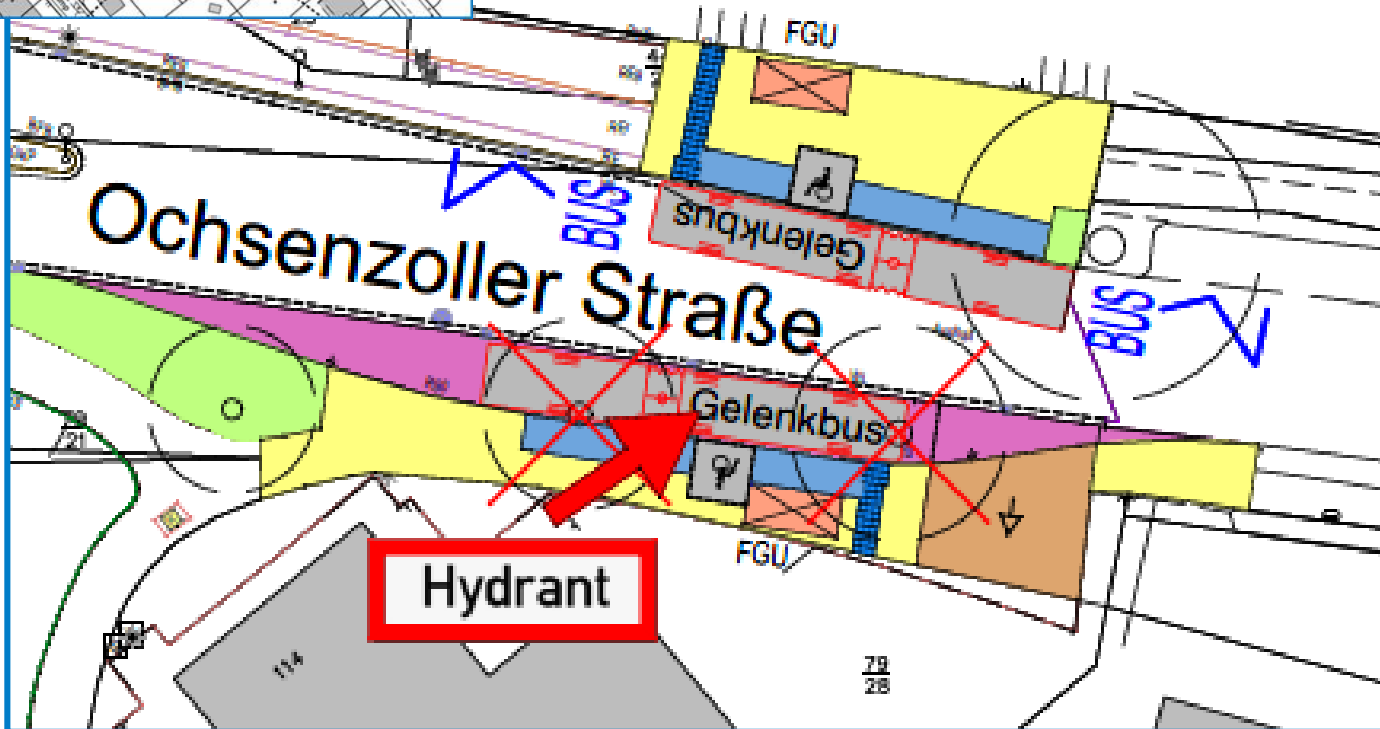 FGU
BUS
Gelenkbus
Ochsenzoller Straße
BUS
Gelenkbus
21
FGU
Hydrant
114
79
28